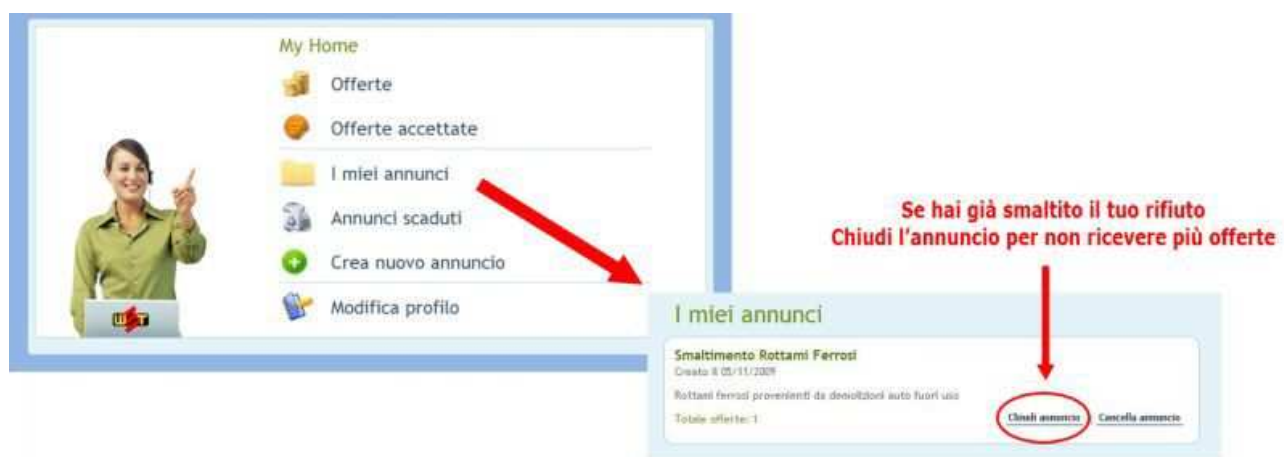 My Home
Offerte
Offerte accettate
I miei annunci
Annunci scaduti
Crea nuovo annuncio
Modifica profilo
Se hai già smaltito il tuo rifiuto
Chiudi l'annuncio per non ricevere più offerte
I miei annunci
Smaltimento Rottami Ferrosi
Creato il 05/11/2009
Rottami ferrosi provenienti da demolizioni auto fuori uso
Totale offerte: 1
Chiudi annuncio Cancella annuncio